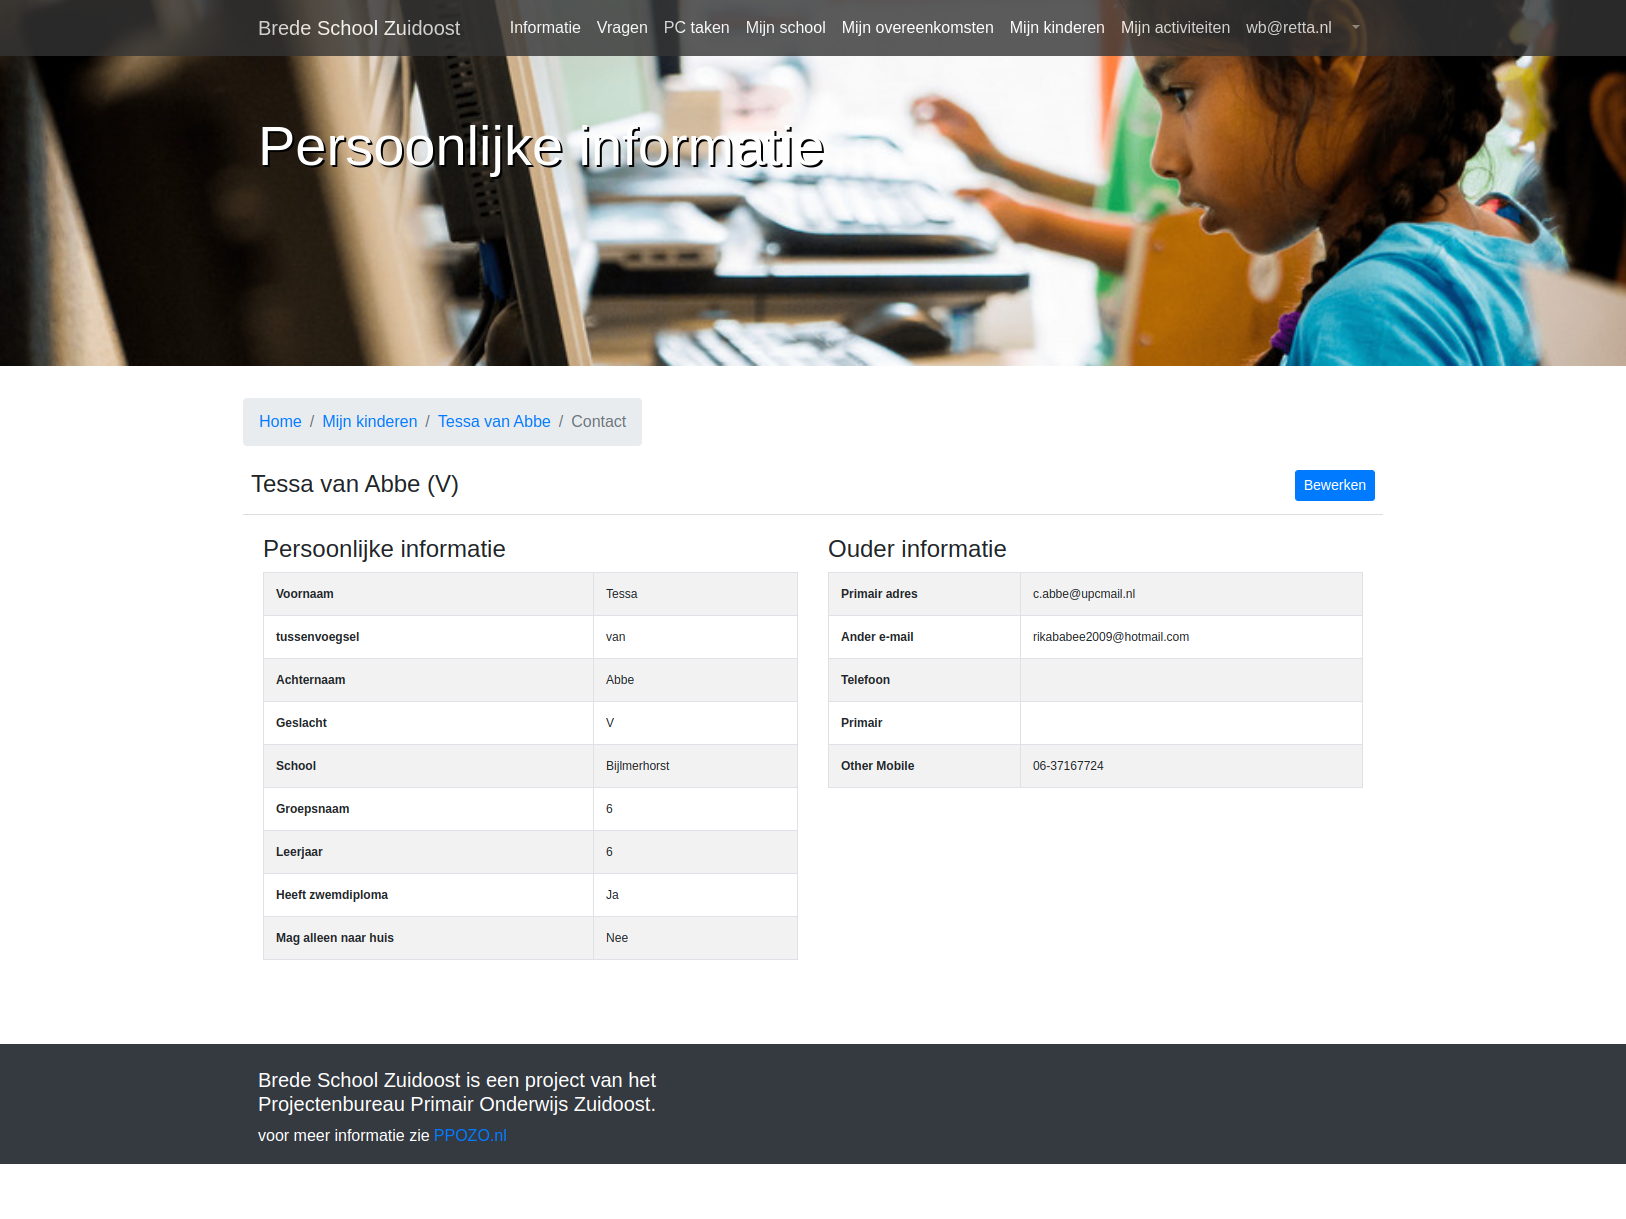 Brede School Zuidoost Informatie Vragen PC taken Mijn school Mijn overeenkomsten Mijn kinderen Mijn activiteiten wb@retta.nl
Persoonlijke informatie
Home / Mijn kinderen / Tessa van Abbe / Contact
Tessa van Abbe (V)
Bewerken
Persoonlijke informatie
Voornaam Tessa
tussenvoegsel van
Achternaam Abbe
Geslacht V
School Bijlmerhorst
Groepsnaam 6
Leerjaar 6
Heeft zwemdiploma Ja
Mag alleen naar huis Nee
Ouder informatie
Primair adres c.abbe@upcmail.nl
Ander e-mail rikababee2009@hotmail.com
Telefoon
Primair
Other Mobile 06-37167724
Brede School Zuidoost is een project van het
Projectenbureau Primair Onderwijs Zuidoost.
voor meer informatie zie PPOZO.nl